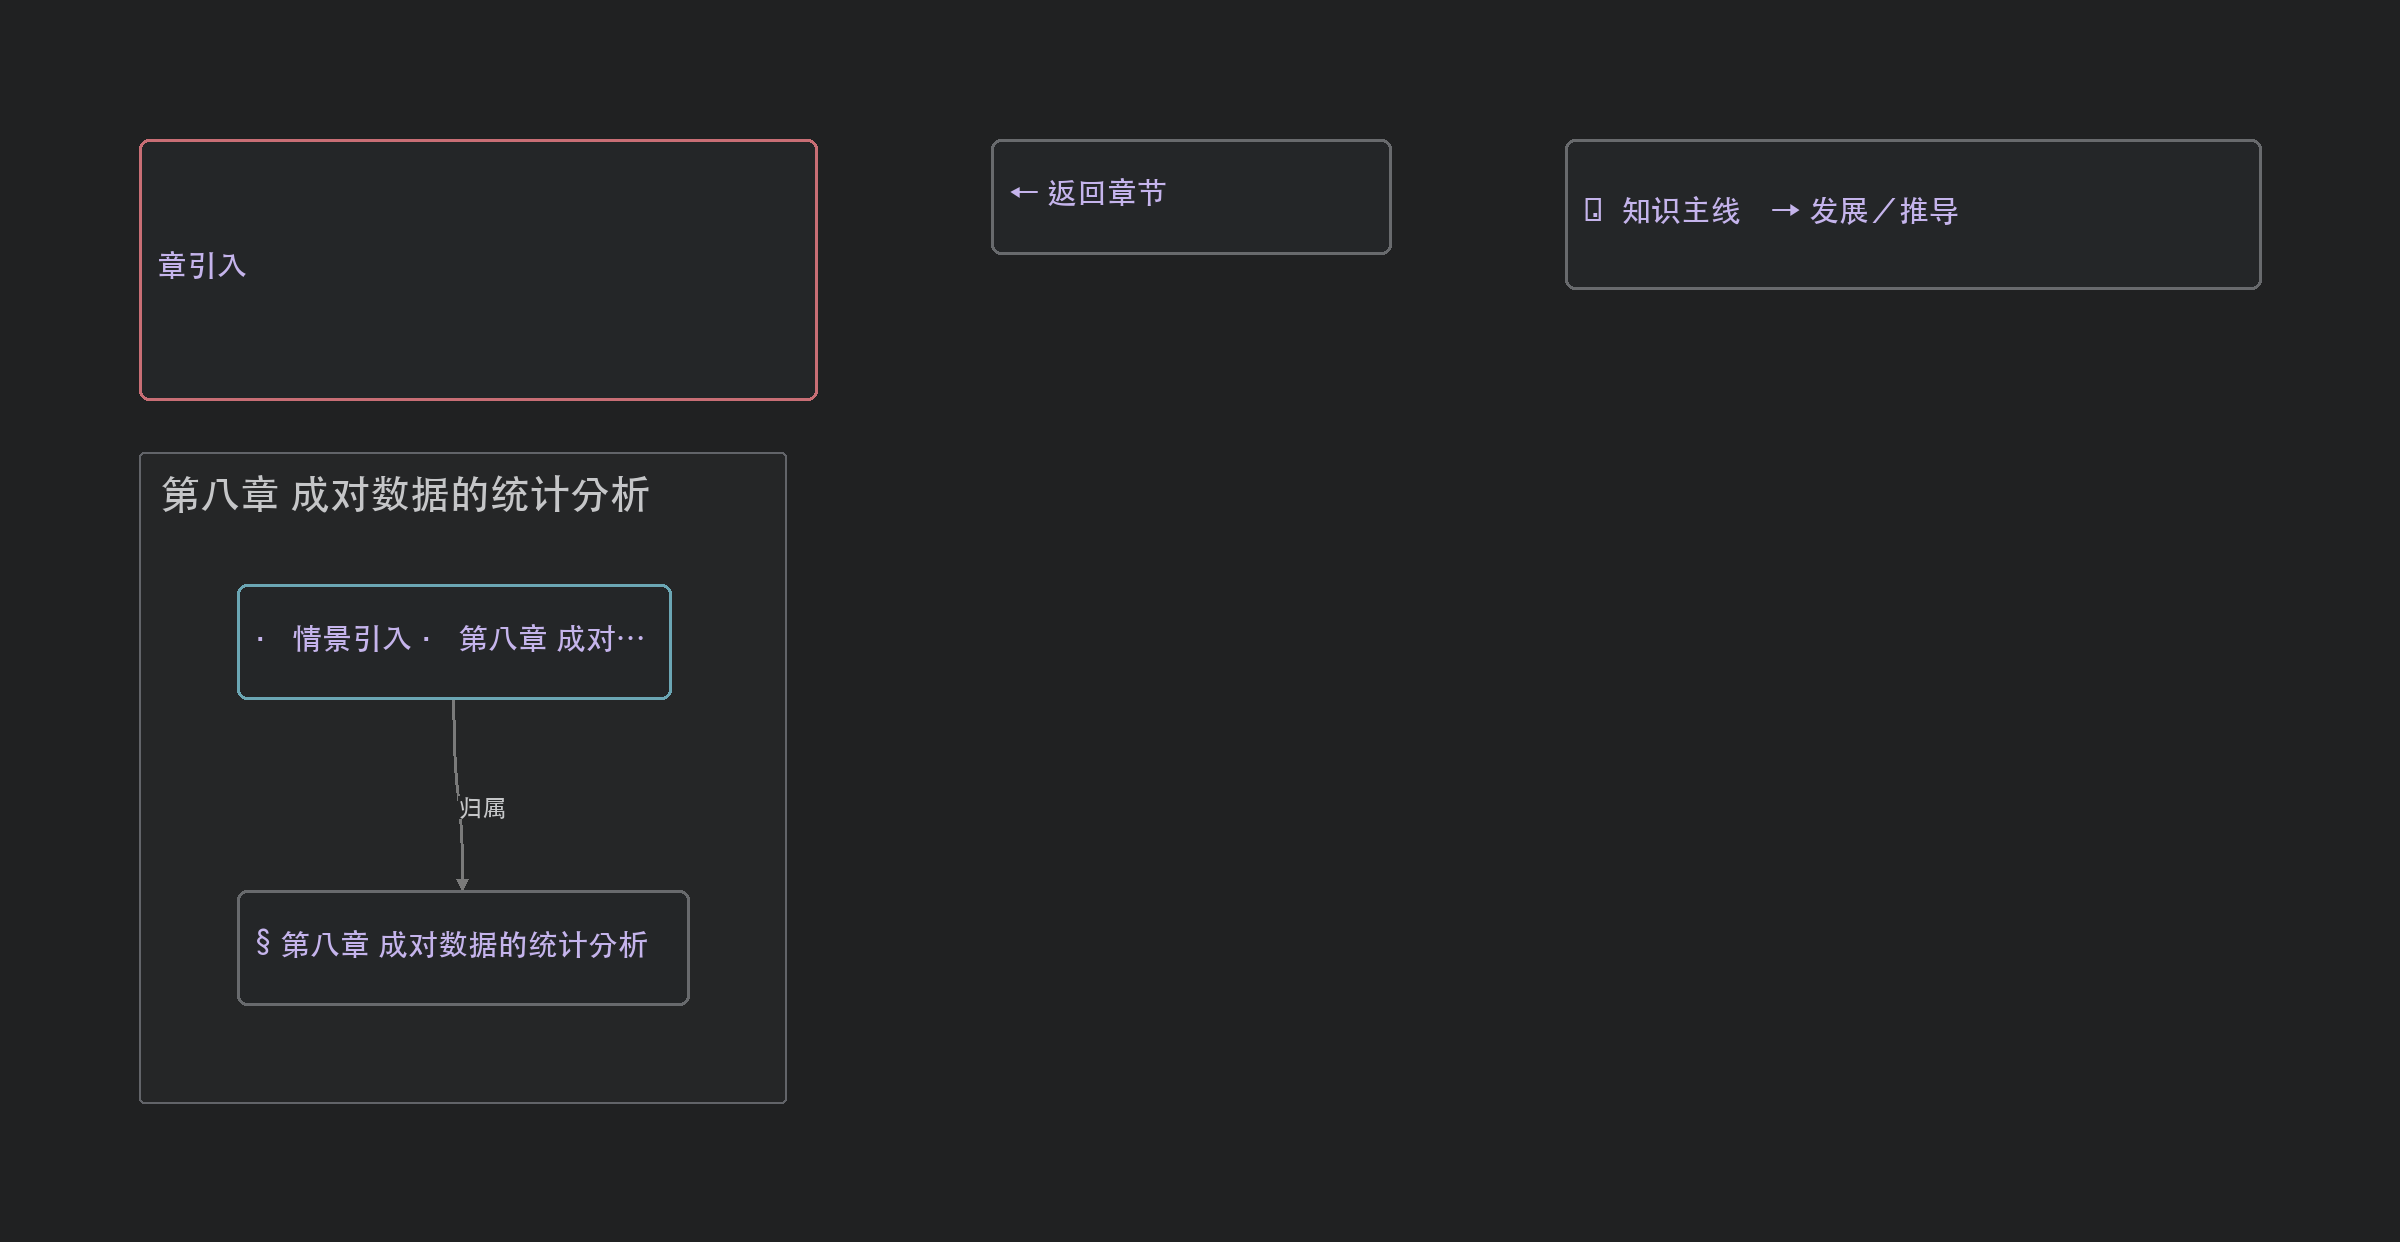 章引入
← 返回章节
知识主线 → 发展／推导
第八章 成对数据的统计分析
· 情景引入 · 第八章 成对…
归属
§ 第八章 成对数据的统计分析